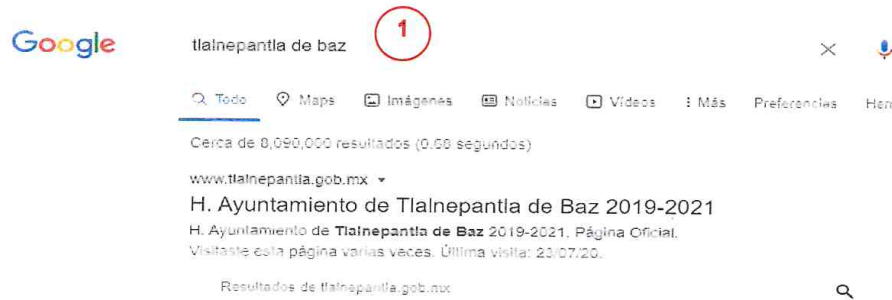 Google
tlalnepantla de baz
1
Todo Maps Imágenes Noticias Vídeos Más Preferencias Herr
Cerca de 8,090,000 resultados (0.68 segundos)
www.tlalnepantla.gob.mx
H. Ayuntamiento de Tlalnepantla de Baz 2019-2021
H. Ayuntamiento de Tlalnepantla de Baz 2019-2021. Página Oficial.
Visitaste esta página varias veces. Última visita: 23/07/20.
Resultados de tlalnepantla.gob.mx